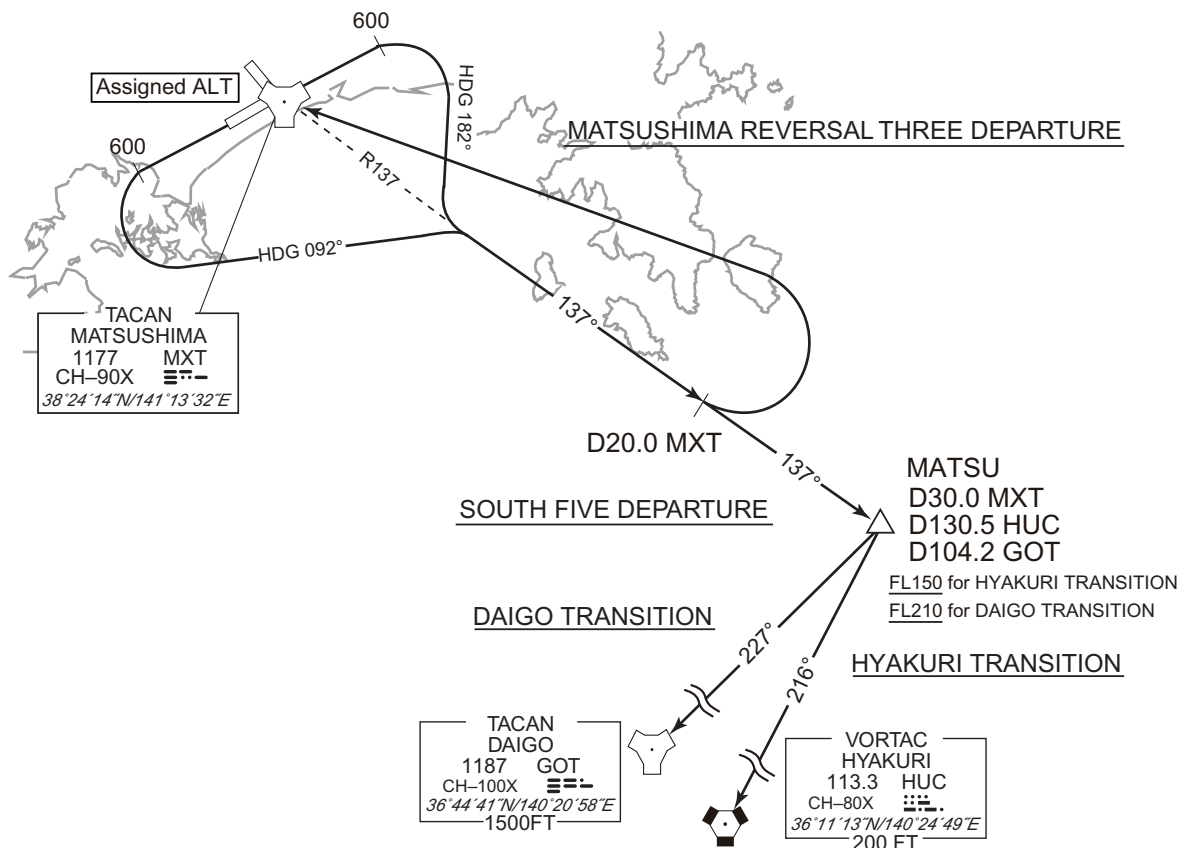 600
Assigned ALT
HDG 182°
MATSUSHIMA REVERSAL THREE DEPARTURE
600
R137
HDG 092°
137°
TACAN
MATSUSHIMA
1177 MXT
CH–90X
38°24´14˝N/141°13´32˝E
D20.0 MXT
137°
MATSU
D30.0 MXT
D130.5 HUC
D104.2 GOT
FL150 for HYAKURI TRANSITION
FL210 for DAIGO TRANSITION
SOUTH FIVE DEPARTURE
DAIGO TRANSITION
227°
216°
HYAKURI TRANSITION
TACAN
DAIGO
1187 GOT
CH–100X
36°44´41˝N/140°20´58˝E
1500FT
VORTAC
HYAKURI
113.3 HUC
CH–80X
36°11´13˝N/140°24´49˝E
200 FT